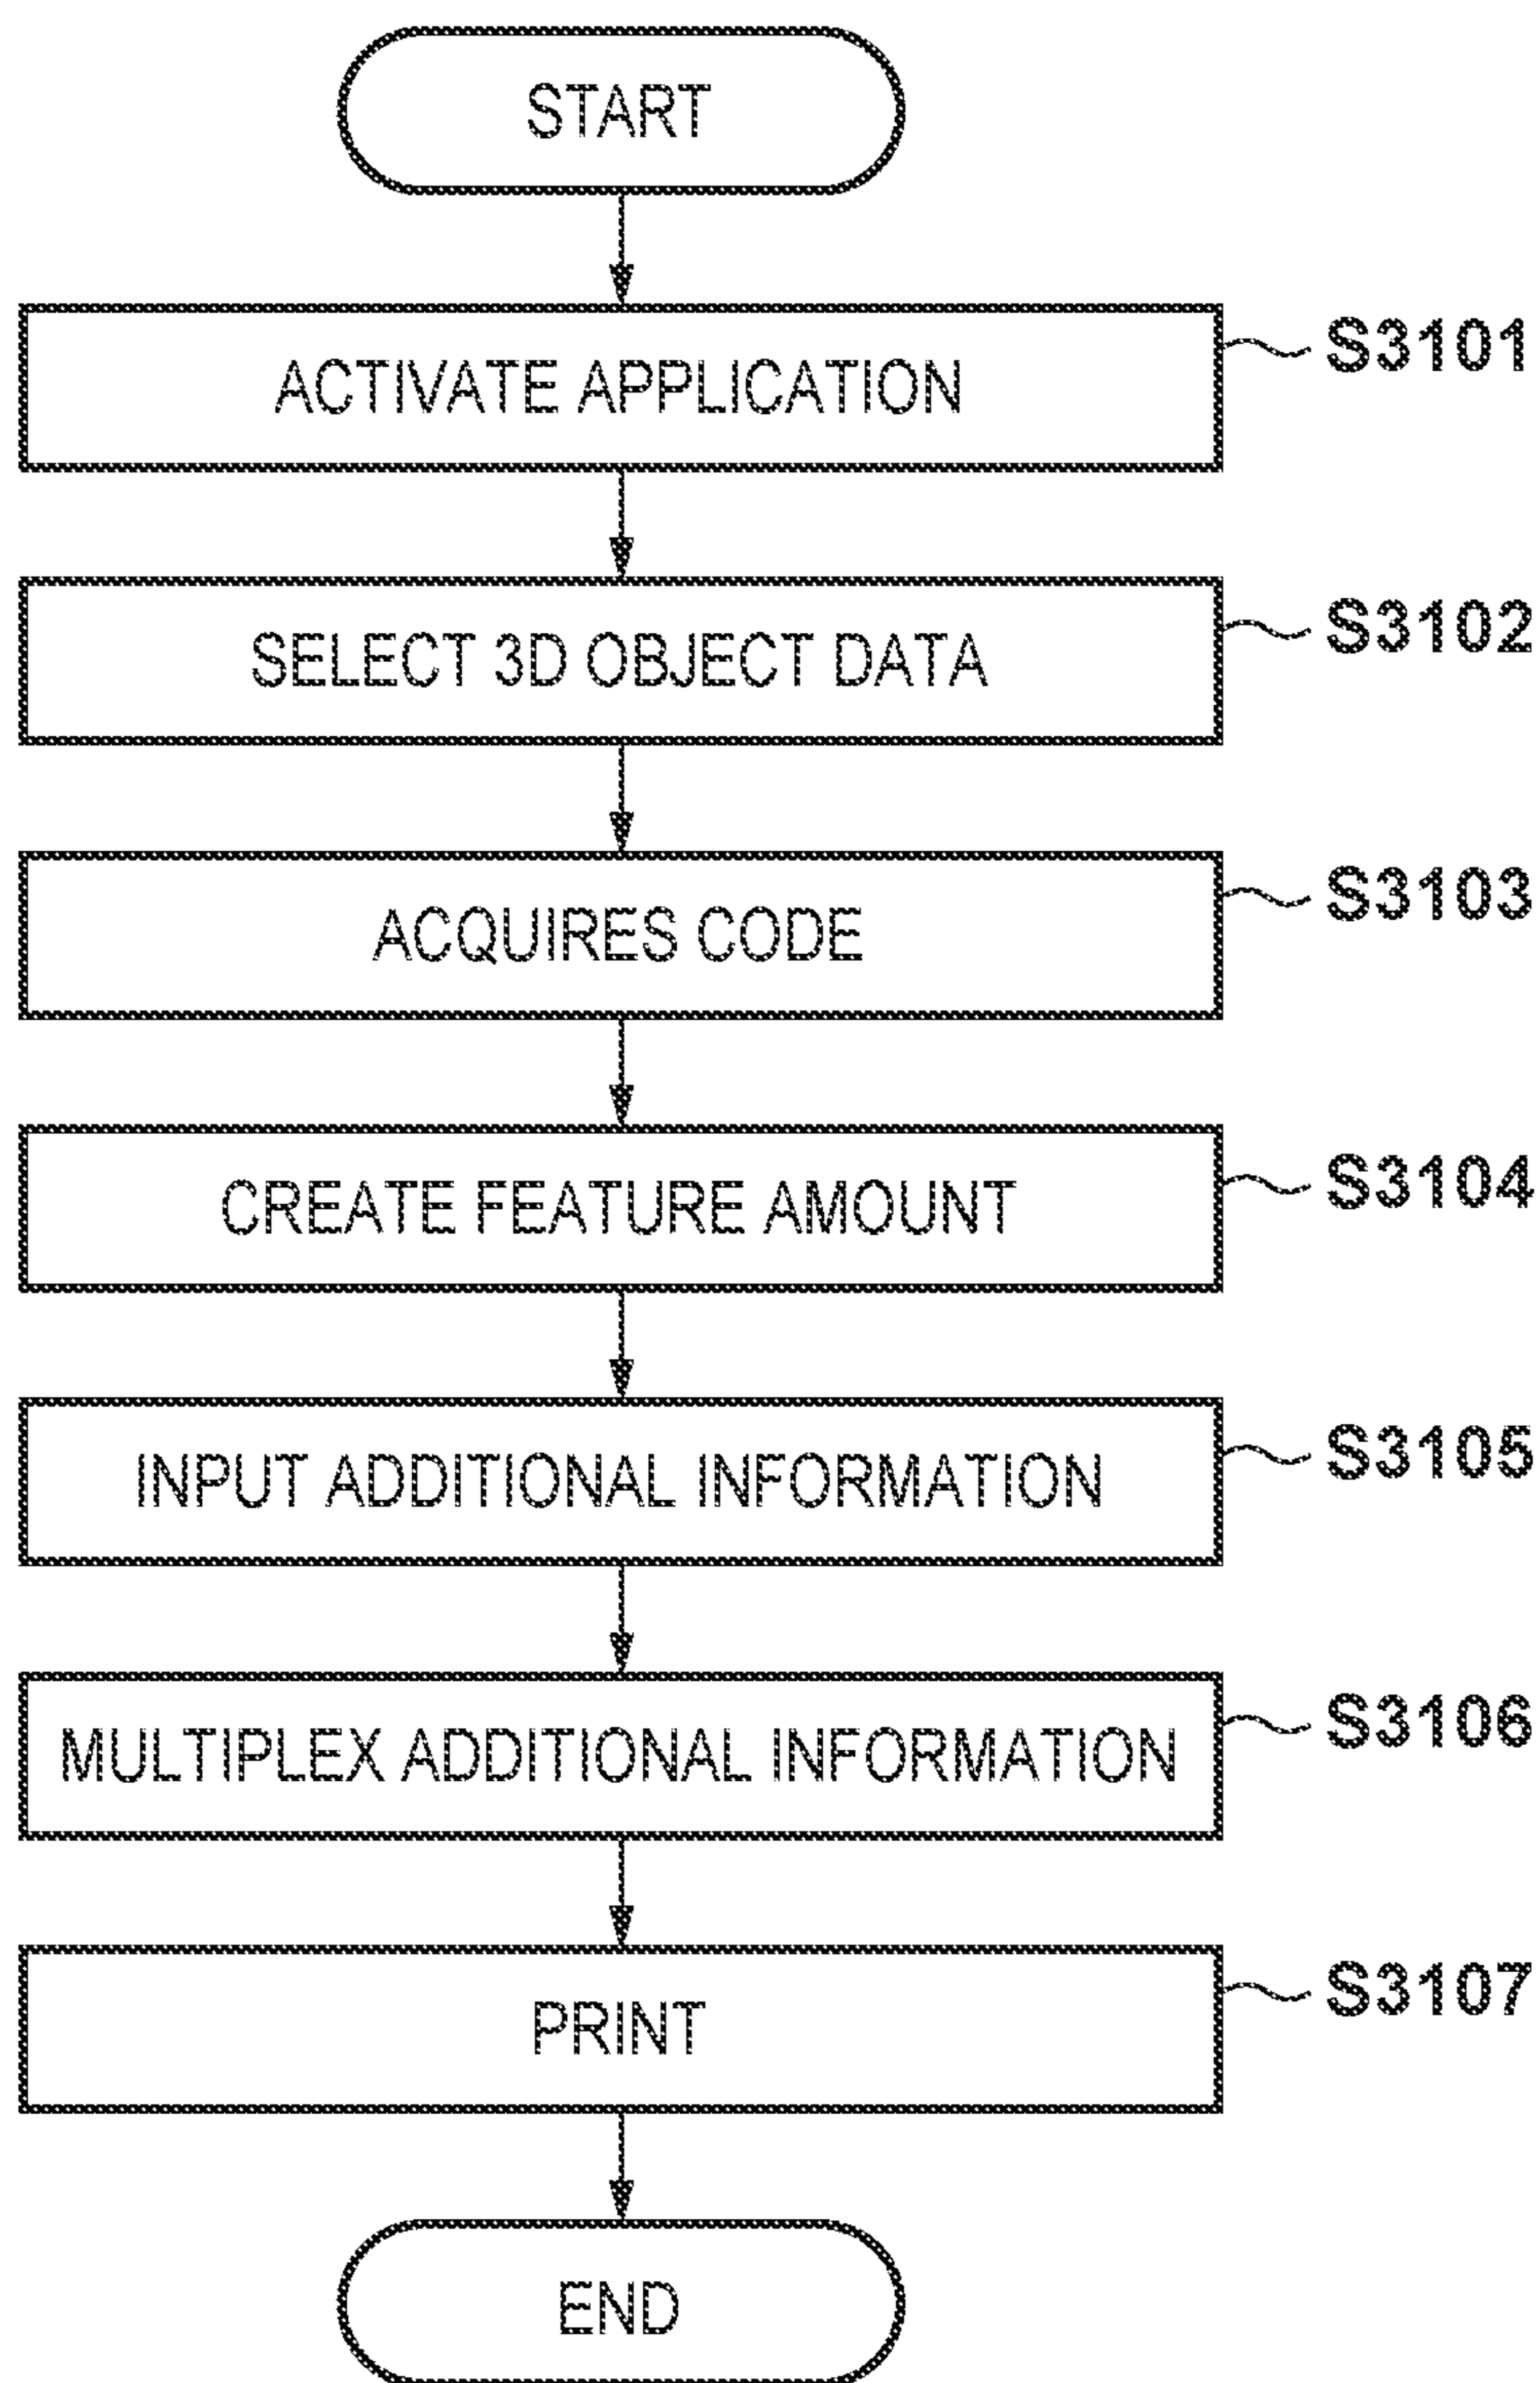 START
ACTIVATE APPLICATION S3101
SELECT 3D OBJECT DATA S3102
ACQUIRES CODE S3103
CREATE FEATURE AMOUNT S3104
INPUT ADDITIONAL INFORMATION S3105
MULTIPLEX ADDITIONAL INFORMATION S3106
PRINT S3107
END